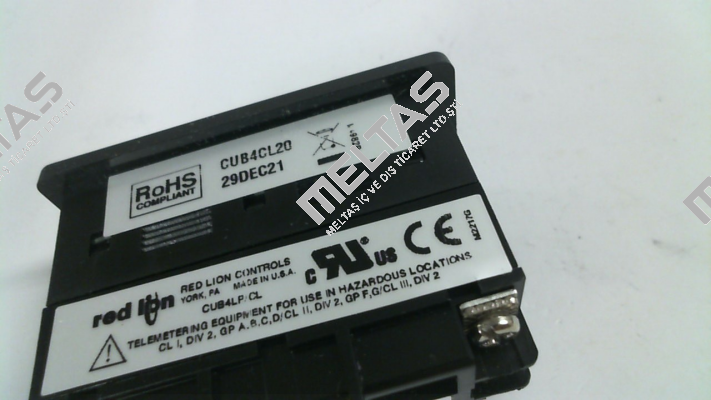 RoHS
COMPLIANT
CUB4CL20
29DEC21
red lion
RED LION CONTROLS
YORK, PA MADE IN U.S.A.
CUB4LP/CL
C US
CE
TELEMETERING EQUIPMENT FOR USE IN HAZARDOUS LOCATIONS
CL I, DIV 2, GP A,B,C,D/CL II, DIV 2, GP F,G/CL III, DIV 2
MELTAS
MELTAŞ İÇ VE DIŞ TİCARET LTD ŞTİ
MELTAS
MELTAS